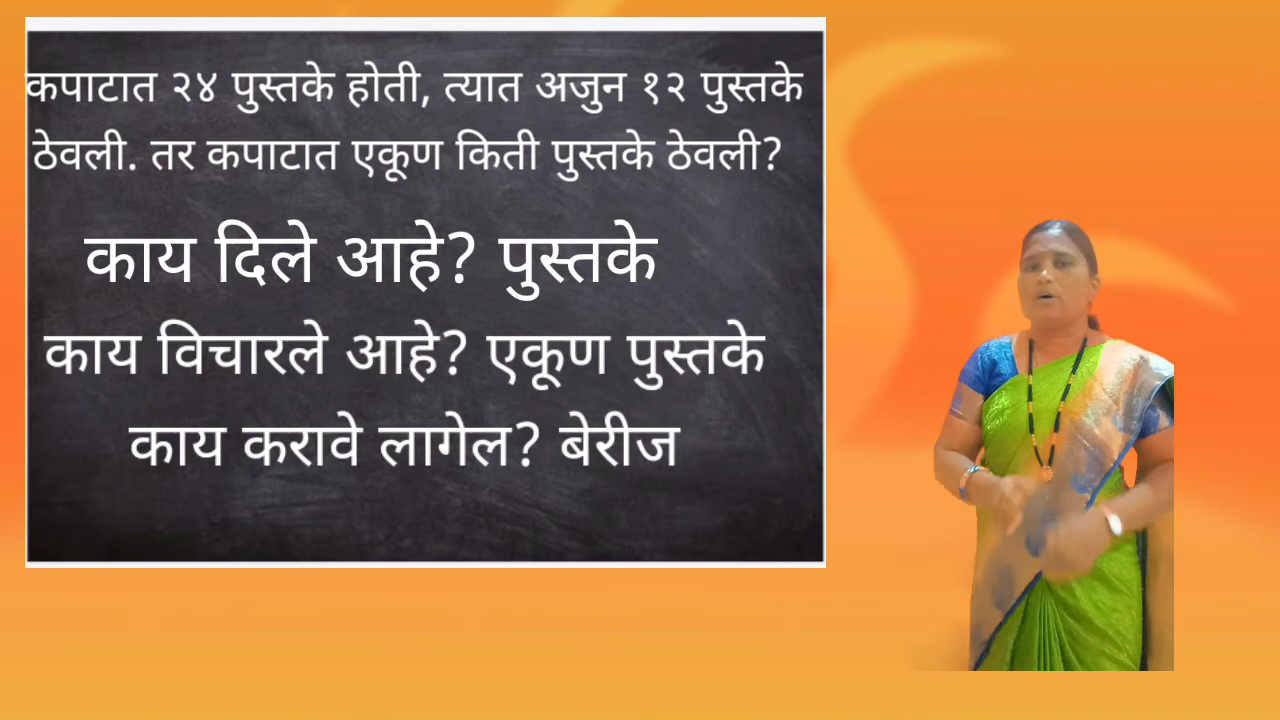 कपाटात २४ पुस्तके होती, त्यात अजुन १२ पुस्तके
ठेवली. तर कपाटात एकूण किती पुस्तके ठेवली?
काय दिले आहे? पुस्तके
काय विचारले आहे? एकूण पुस्तके
काय करावे लागेल? बेरीज